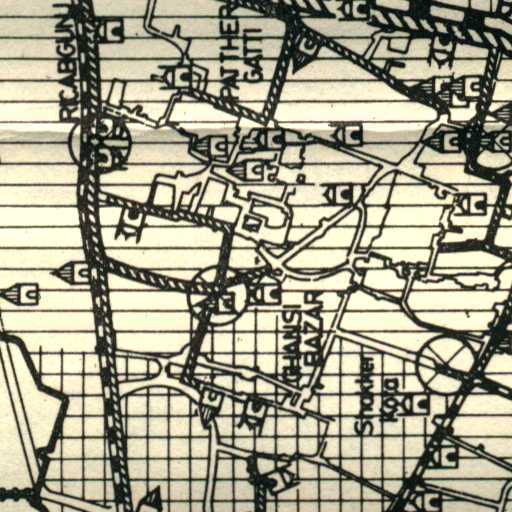 RICABGUNJ
PATTHER
GATTI
GHANSI
BAZAR
Shakker
Kota